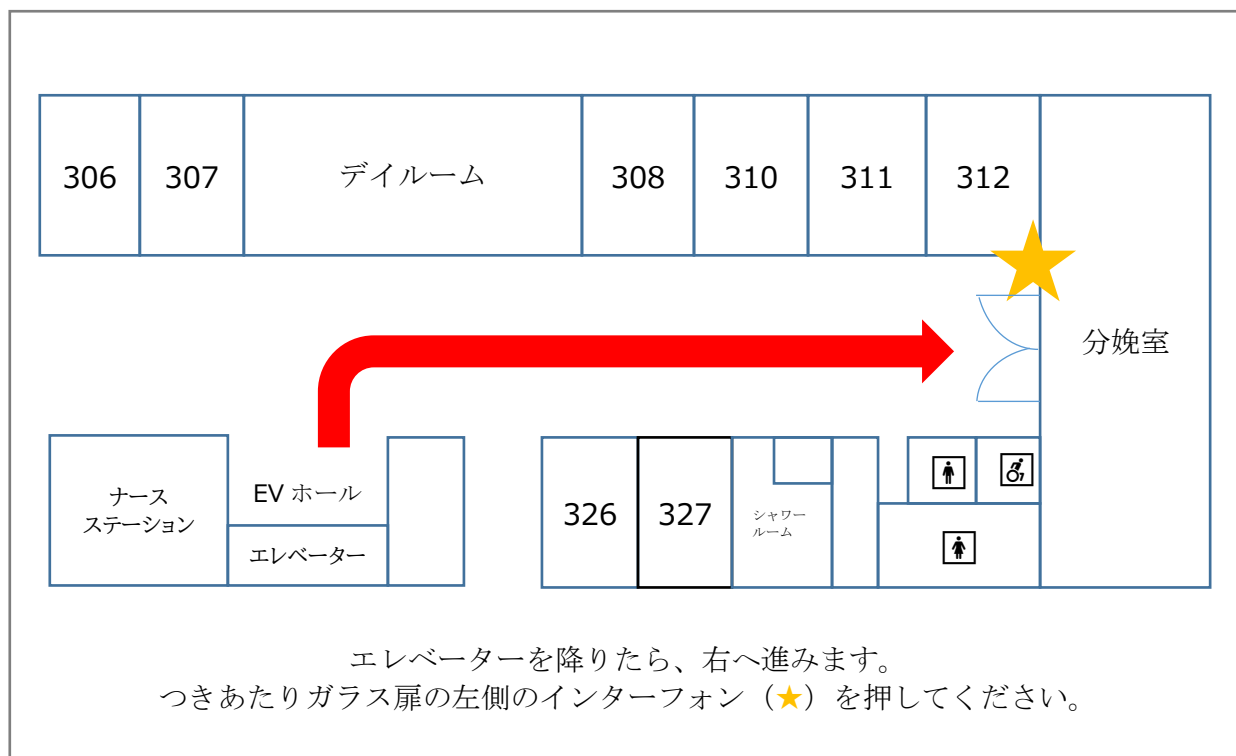 306
307
デイルーム
308
310
311
312
分娩室
ナース
ステーション
EV ホール
エレベーター
326
327
シャワー
ルーム
エレベーターを降りたら、右へ進みます。
つきあたりガラス扉の左側のインターフォン（★）を押してください。